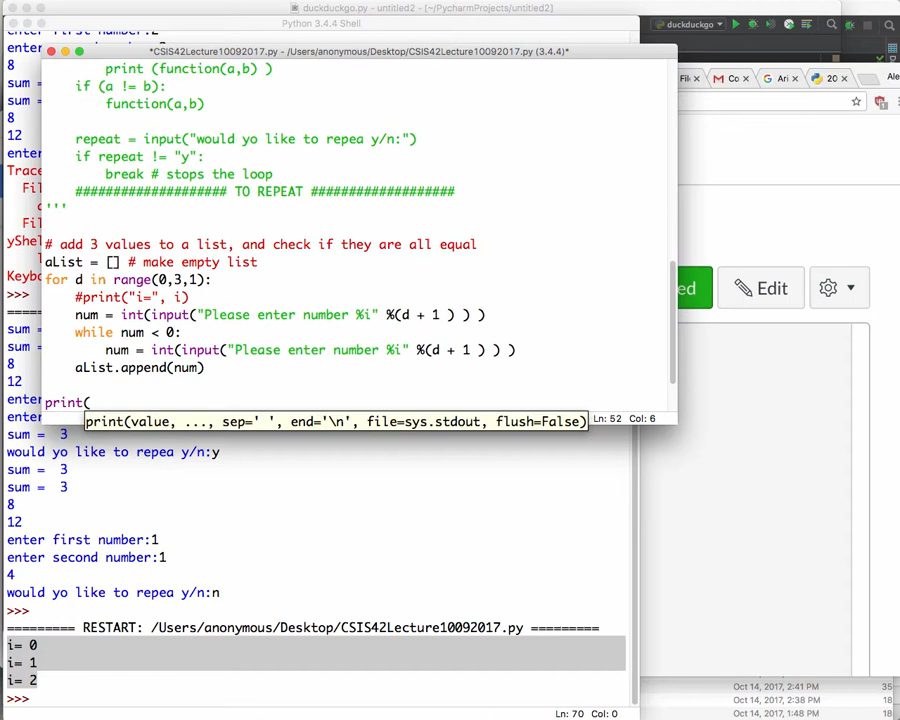 duckduckgo.py - untitled2 - [~/PycharmProjects/untitled2]
Python 3.4.4 Shell
duckduckgo
*CSIS42Lecture10092017.py - /Users/anonymous/Desktop/CSIS42Lecture10092017.py (3.4.4)*
print (function(a,b) )
if (a != b):
function(a,b)
repeat = input("would yo like to repea y/n:")
if repeat != "y":
break # stops the loop
#################### TO REPEAT ###################
'''
# add 3 values to a list, and check if they are all equal
aList = [] # make empty list
for d in range(0,3,1):
#print("i=", i)
num = int(input("Please enter number %i" %(d + 1 ) ) )
while num < 0:
num = int(input("Please enter number %i" %(d + 1 ) ) )
aList.append(num)
print(
print(value, ..., sep=' ', end='\n', file=sys.stdout, flush=False)
Ln: 52 Col: 6
8
sum =
sum =
8
12
enter
Trace
Fil
Fil
yShel
l
Keybo
>>>
=====
sum =
sum =
8
12
enter
enter
sum =  3
would yo like to repea y/n:y
sum =  3
sum =  3
8
12
enter first number:1
enter second number:1
4
would yo like to repea y/n:n
>>>
========= RESTART: /Users/anonymous/Desktop/CSIS42Lecture10092017.py =========
i= 0
i= 1
i= 2
>>>
Ln: 70 Col: 0
File
Co
Ari
20
Ale
ed
Edit
Oct 14, 2017, 2:41 PM 35
Oct 14, 2017, 2:38 PM 18
Oct 14, 2017, 1:48 PM 18